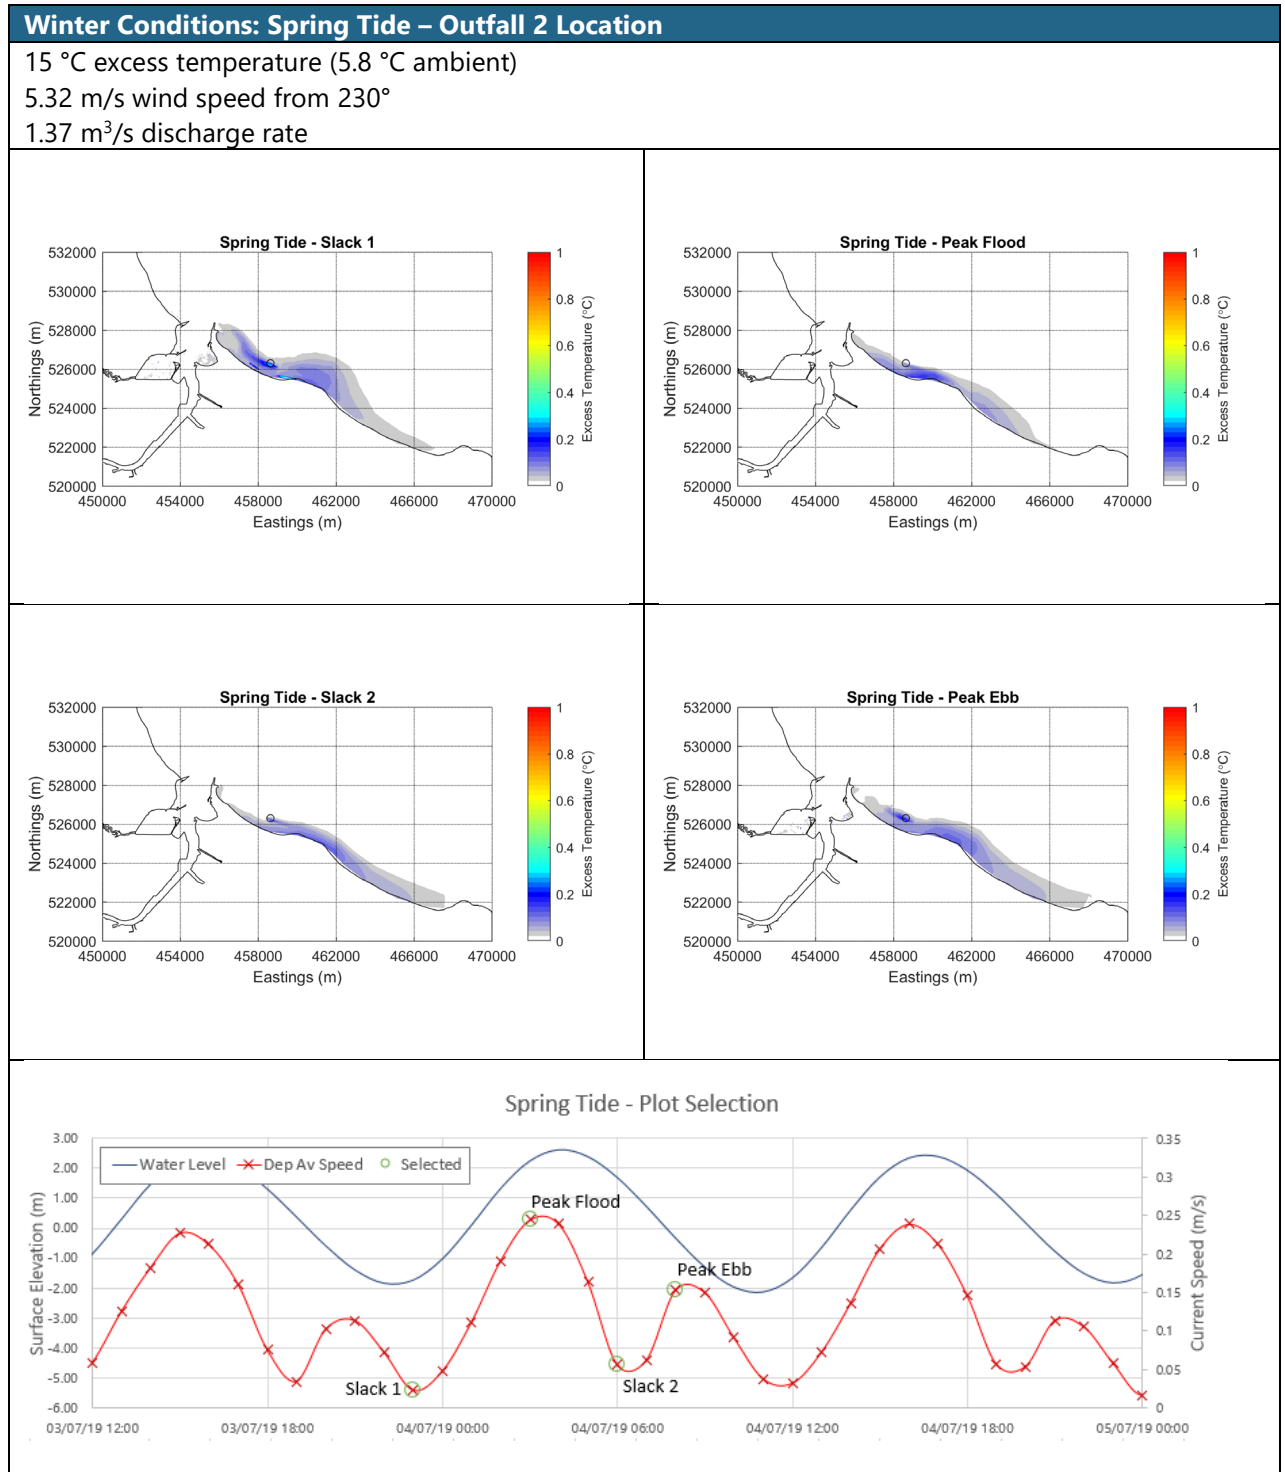 Winter Conditions: Spring Tide – Outfall 2 Location
15 °C excess temperature (5.8 °C ambient)
5.32 m/s wind speed from 230°
1.37 m³/s discharge rate
Spring Tide - Slack 1
532000
530000
528000
526000
524000
522000
520000
Northings (m)
450000 454000 458000 462000 466000 470000
Eastings (m)
1
0.8
0.6
0.4
0.2
0
Excess Temperature (°C)
Spring Tide - Peak Flood
532000
530000
528000
526000
524000
522000
520000
Northings (m)
450000 454000 458000 462000 466000 470000
Eastings (m)
1
0.8
0.6
0.4
0.2
0
Excess Temperature (°C)
Spring Tide - Slack 2
532000
530000
528000
526000
524000
522000
520000
Northings (m)
450000 454000 458000 462000 466000 470000
Eastings (m)
1
0.8
0.6
0.4
0.2
0
Excess Temperature (°C)
Spring Tide - Peak Ebb
532000
530000
528000
526000
524000
522000
520000
Northings (m)
450000 454000 458000 462000 466000 470000
Eastings (m)
1
0.8
0.6
0.4
0.2
0
Excess Temperature (°C)
Spring Tide - Plot Selection
Water Level Dep Av Speed Selected
3.00
2.00
1.00
0.00
-1.00
-2.00
-3.00
-4.00
-5.00
-6.00
Surface Elevation (m)
Peak Flood
Peak Ebb
Slack 1
Slack 2
0.35
0.3
0.25
0.2
0.15
0.1
0.05
0
Current Speed (m/s)
03/07/19 12:00 03/07/19 18:00 04/07/19 00:00 04/07/19 06:00 04/07/19 12:00 04/07/19 18:00 05/07/19 00:00